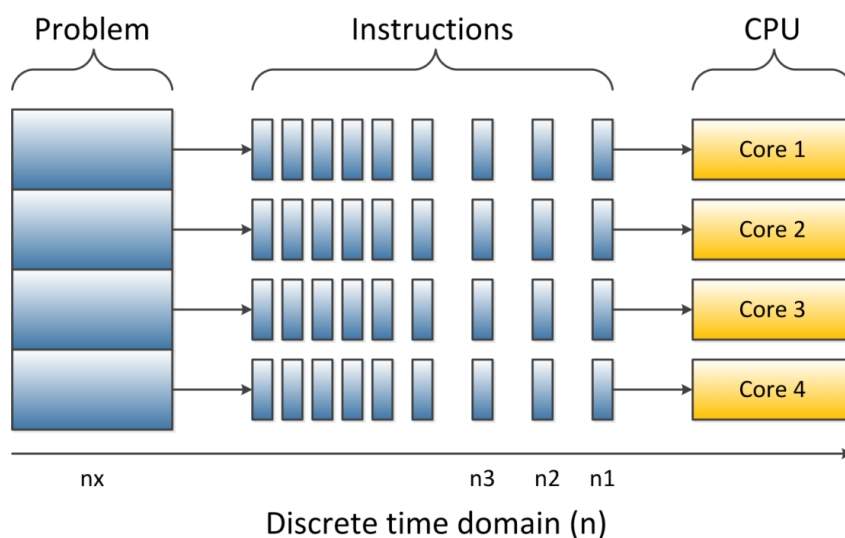 Problem
Instructions
CPU
Core 1
Core 2
Core 3
Core 4
nx
n3
n2
n1
Discrete time domain (n)